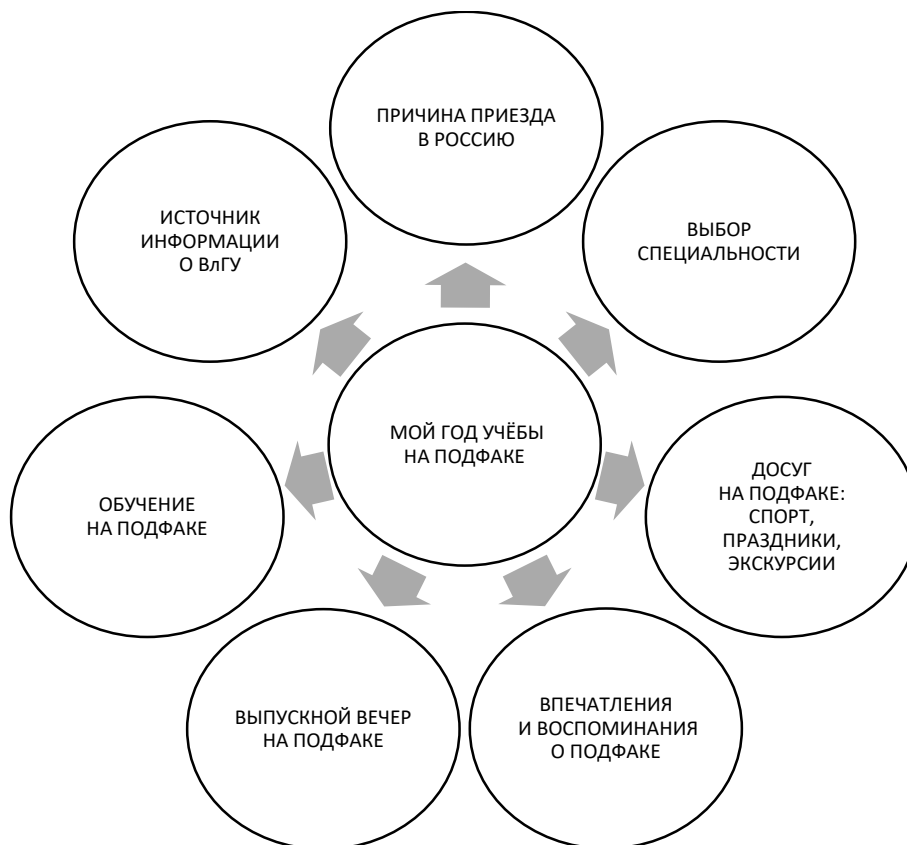 ПРИЧИНА ПРИЕЗДА
В РОССИЮ
ИСТОЧНИК
ИНФОРМАЦИИ
О ВлГУ
ВЫБОР
СПЕЦИАЛЬНОСТИ
МОЙ ГОД УЧЁБЫ
НА ПОДФАКЕ
ОБУЧЕНИЕ
НА ПОДФАКЕ
ДОСУГ
НА ПОДФАКЕ:
СПОРТ,
ПРАЗДНИКИ,
ЭКСКУРСИИ
ВЫПУСКНОЙ ВЕЧЕР
НА ПОДФАКЕ
ВПЕЧАТЛЕНИЯ
И ВОСПОМИНАНИЯ
О ПОДФАКЕ